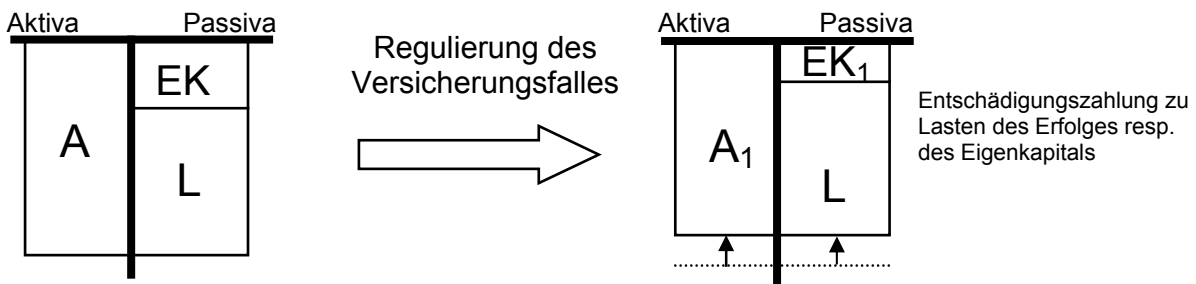 Aktiva Passiva
EK
A
L
Regulierung des
Versicherungsfalles
Aktiva Passiva
EK₁
A₁
L
Entschädigungszahlung zu
Lasten des Erfolges resp.
des Eigenkapitals